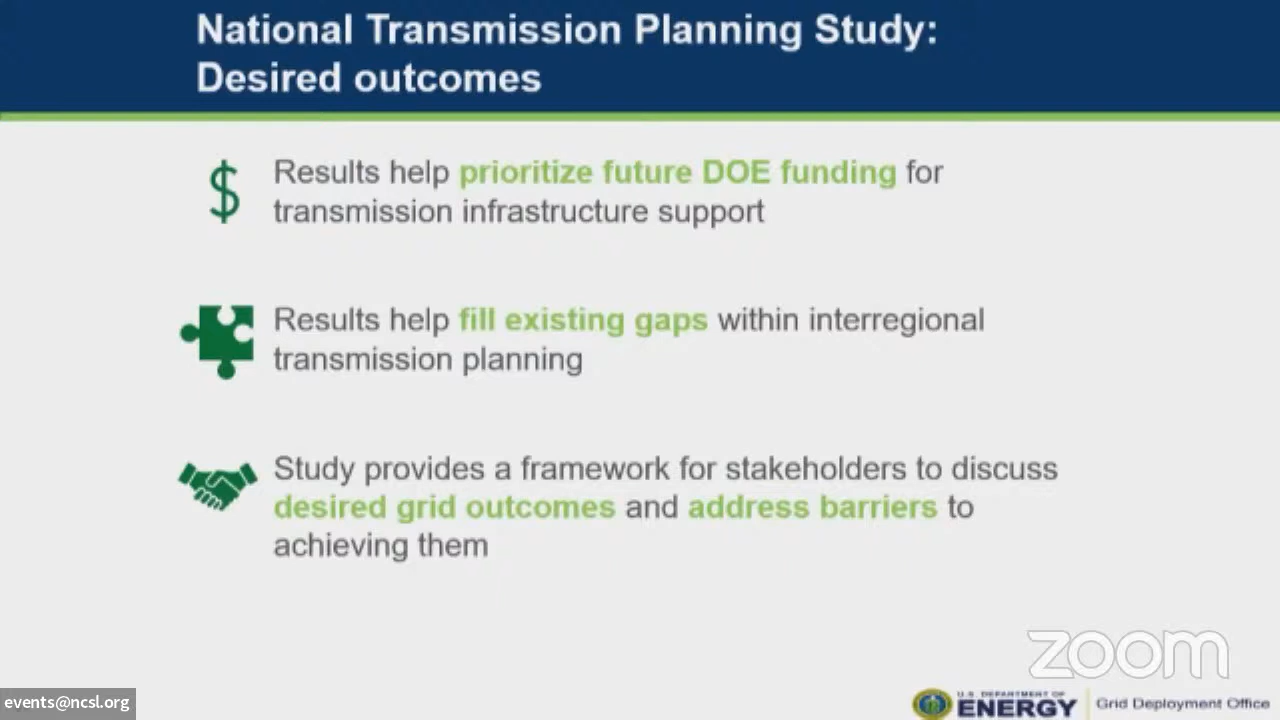 National Transmission Planning Study:
Desired outcomes
$
Results help prioritize future DOE funding for
transmission infrastructure support
Results help fill existing gaps within interregional
transmission planning
Study provides a framework for stakeholders to discuss
desired grid outcomes and address barriers to
achieving them
zoom
events@ncsl.org
U.S. DEPARTMENT OF
ENERGY
Grid Deployment Office